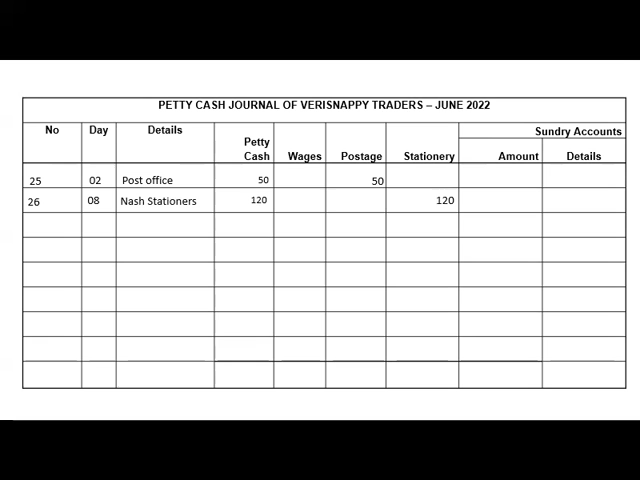 PETTY CASH JOURNAL OF VERISNAPPY TRADERS – JUNE 2022
No Day Details Petty Cash Wages Postage Stationery Sundry Accounts
Amount Details
25 02 Post office 50 50
26 08 Nash Stationers 120 120